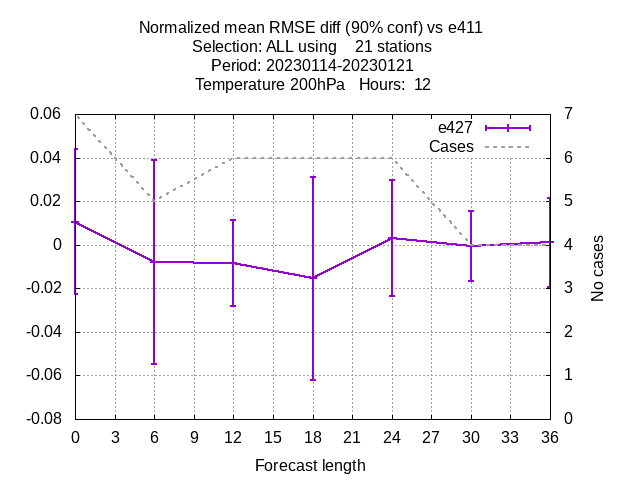 Normalized mean RMSE diff (90% conf) vs e411
Selection: ALL using    21 stations
Period: 20230114-20230121
Temperature 200hPa   Hours:  12
0.06
0.04
0.02
0
-0.02
-0.04
-0.06
-0.08
7
6
5
4
3
2
1
0
e427
Cases
No cases
0 3 6 9 12 15 18 21 24 27 30 33 36
Forecast length